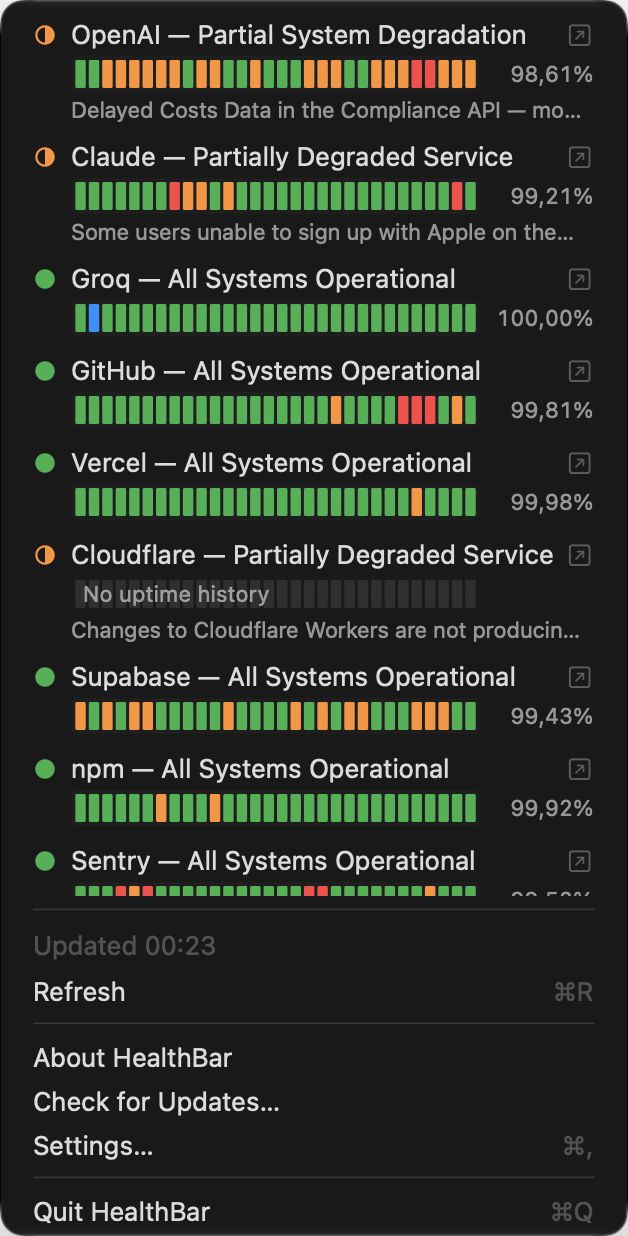 OpenAI — Partial System Degradation
98,61%
Delayed Costs Data in the Compliance API — mo...
Claude — Partially Degraded Service
99,21%
Some users unable to sign up with Apple on the...
Groq — All Systems Operational
100,00%
GitHub — All Systems Operational
99,81%
Vercel — All Systems Operational
99,98%
Cloudflare — Partially Degraded Service
No uptime history
Changes to Cloudflare Workers are not producin...
Supabase — All Systems Operational
99,43%
npm — All Systems Operational
99,92%
Sentry — All Systems Operational
Updated 00:23
Refresh ⌘R
About HealthBar
Check for Updates...
Settings... ⌘,
Quit HealthBar ⌘Q